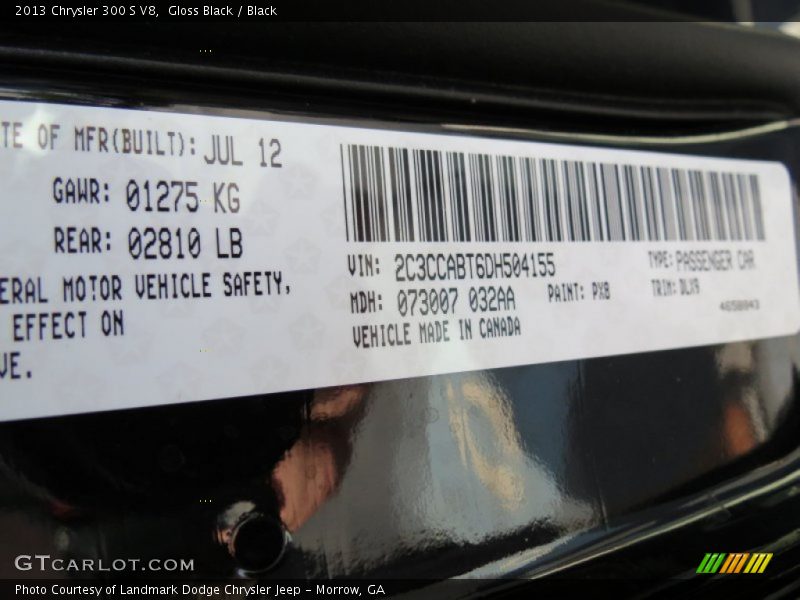 2013 Chrysler 300 S V8,  Gloss Black / Black
TE OF MFR(BUILT): JUL 12
GAWR: 01275 KG
REAR: 02810 LB
ERAL MOTOR VEHICLE SAFETY,
EFFECT ON
VE.
VIN: 2C3CCABT6DH504155
TYPE: PASSENGER CAR
MDH: 073007 032AA
PAINT: PX8
TRIM: DLV9
VEHICLE MADE IN CANADA
GTCARLOT.COM
Photo Courtesy of Landmark Dodge Chrysler Jeep - Morrow, GA